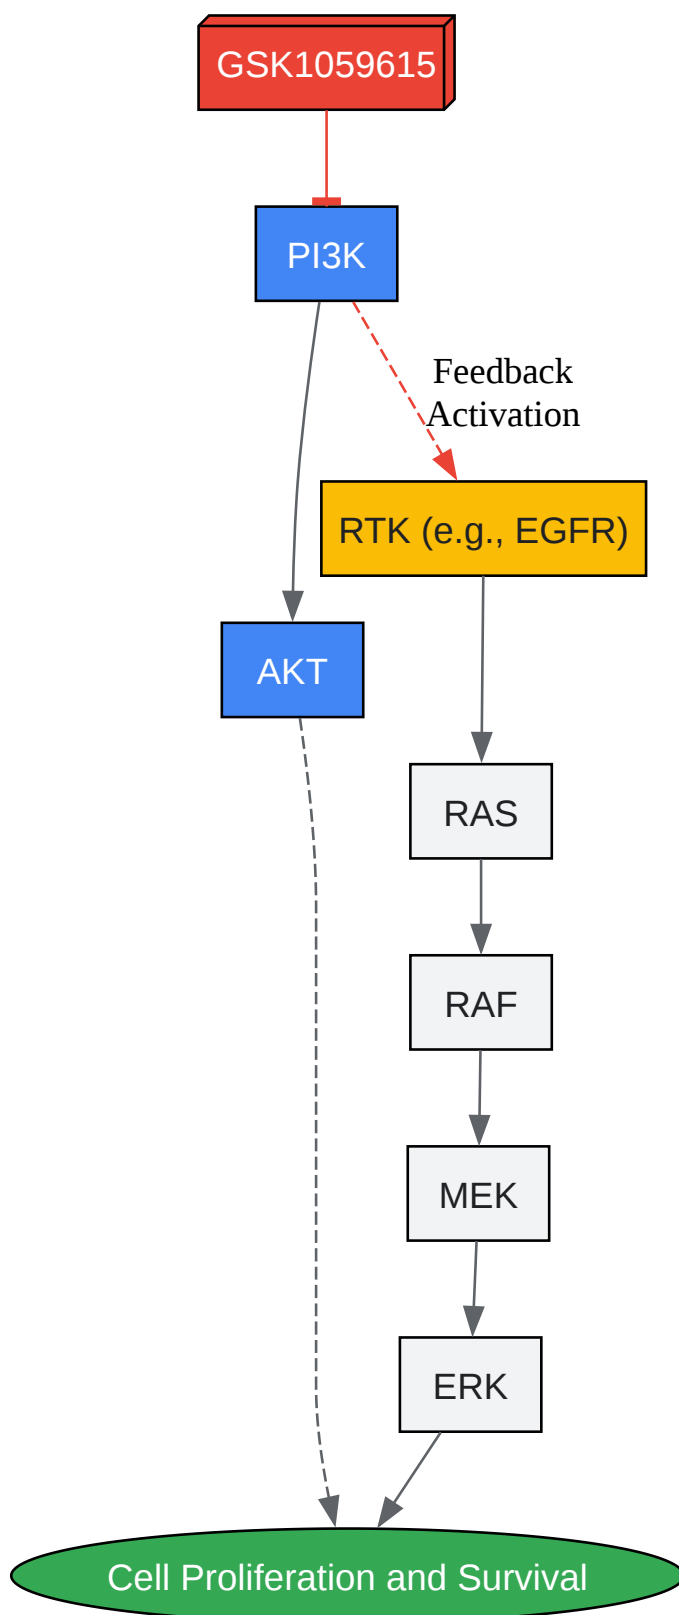 GSK1059615
PI3K
Feedback
Activation
RTK (e.g., EGFR)
AKT
RAS
RAF
MEK
ERK
Cell Proliferation and Survival